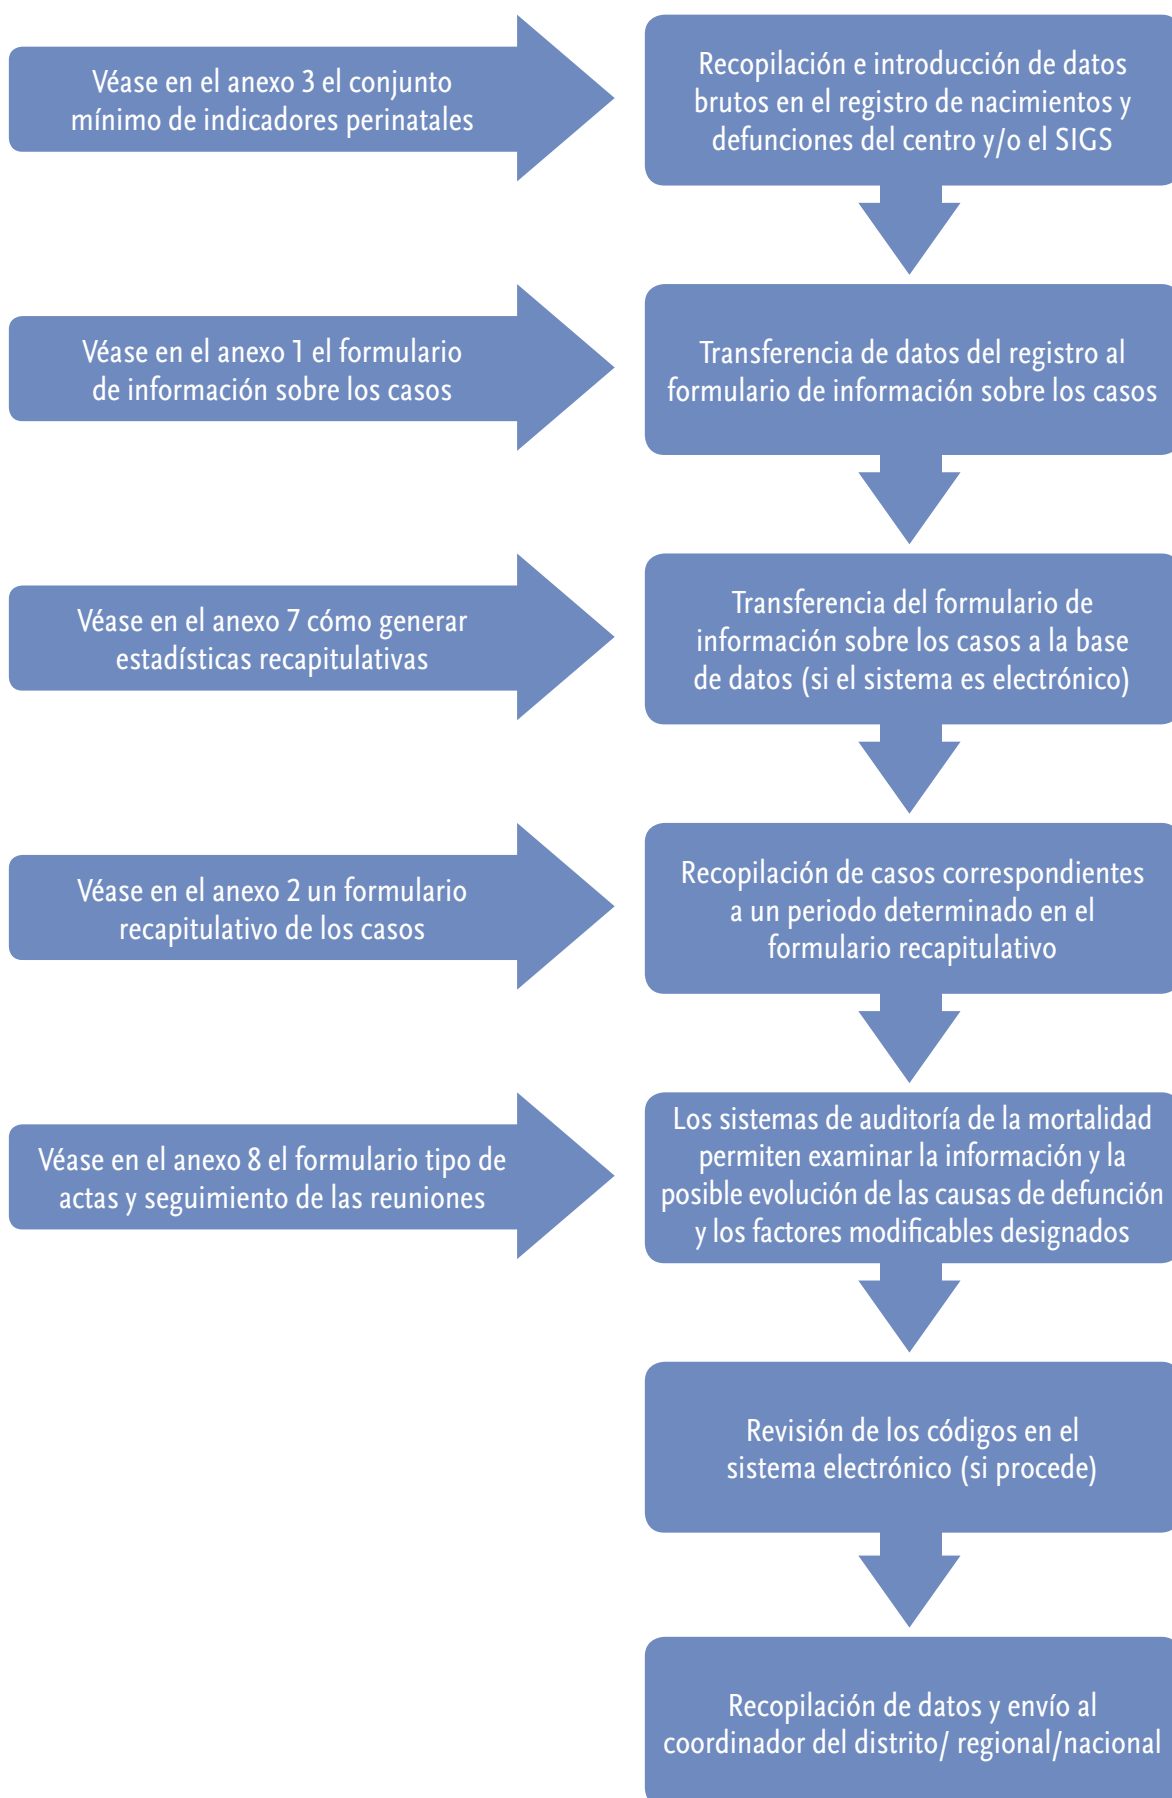 Véase en el anexo 3 el conjunto
mínimo de indicadores perinatales
Recopilación e introducción de datos
brutos en el registro de nacimientos y
defunciones del centro y/o el SIGS
Véase en el anexo 1 el formulario
de información sobre los casos
Transferencia de datos del registro al
formulario de información sobre los casos
Véase en el anexo 7 cómo generar
estadísticas recapitulativas
Transferencia del formulario de
información sobre los casos a la base
de datos (si el sistema es electrónico)
Véase en el anexo 2 un formulario
recapitulativo de los casos
Recopilación de casos correspondientes
a un periodo determinado en el
formulario recapitulativo
Véase en el anexo 8 el formulario tipo de
actas y seguimiento de las reuniones
Los sistemas de auditoría de la mortalidad
permiten examinar la información y la
posible evolución de las causas de defunción
y los factores modificables designados
Revisión de los códigos en el
sistema electrónico (si procede)
Recopilación de datos y envío al
coordinador del distrito/ regional/nacional